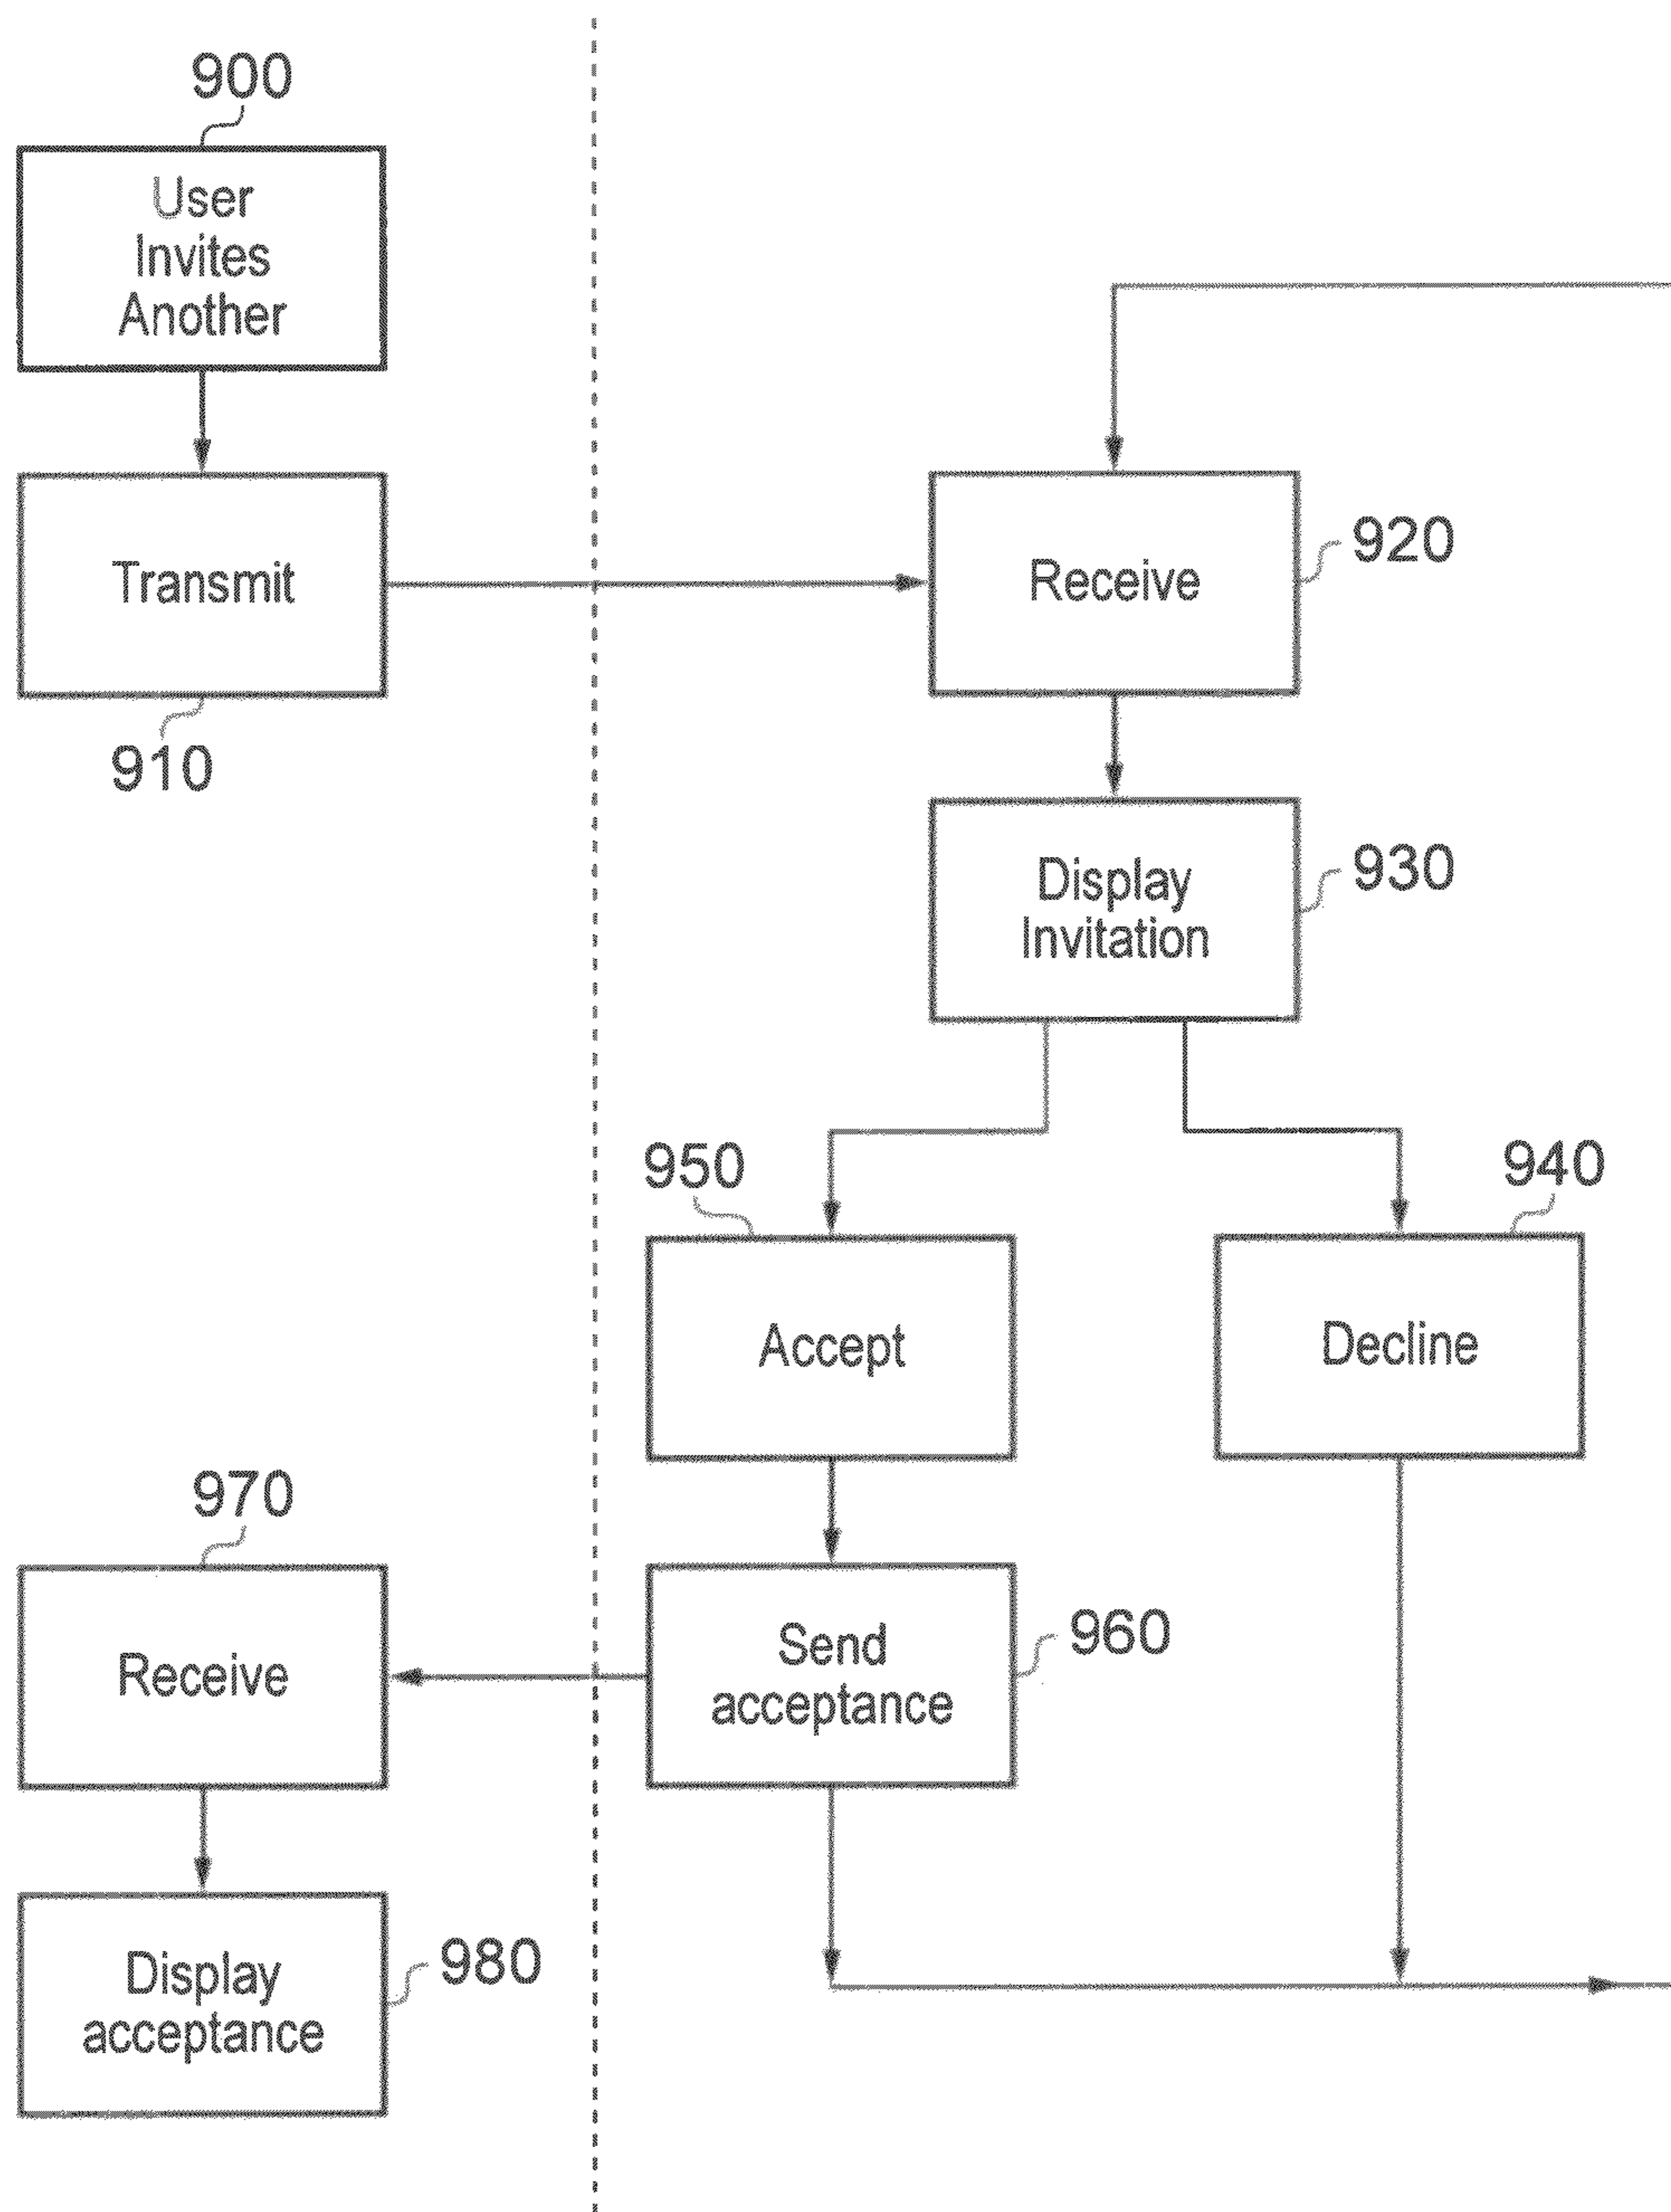 900
User
Invites
Another
Transmit
910
Receive
920
Display
Invitation
930
950
940
Accept
Decline
970
Receive
Send
acceptance
960
Display
acceptance
980